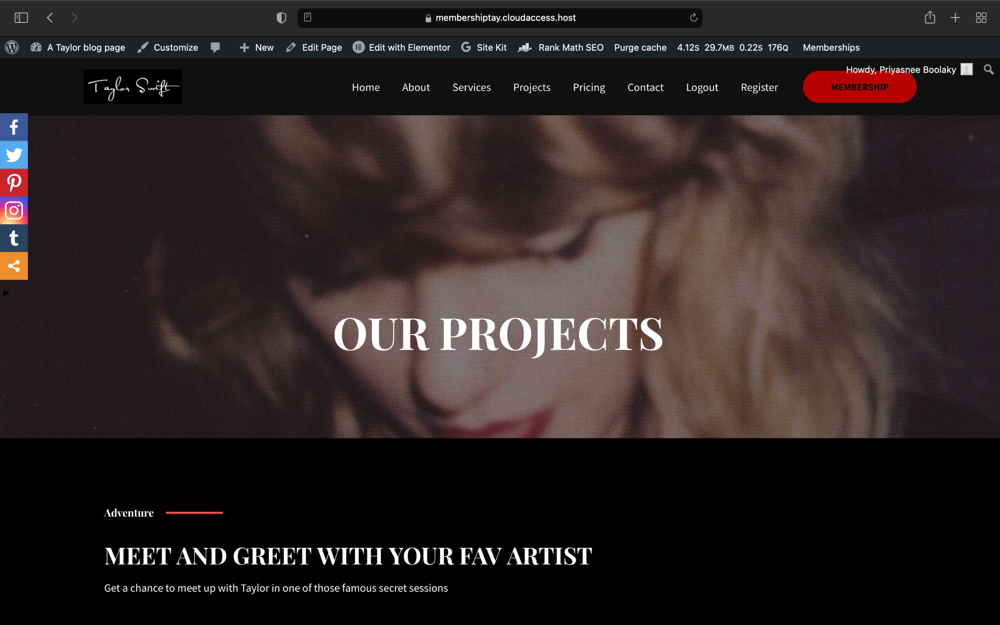 membershiptay.cloudaccess.host
A Taylor blog page Customize New Edit Page Edit with Elementor Site Kit Rank Math SEO Purge cache 4.12S 29.7MB 0.22S 176Q Memberships
Howdy, Priyasnee Boolaky
Taylor Swift
Home About Services Projects Pricing Contact Logout Register MEMBERSHIP
OUR PROJECTS
Adventure
MEET AND GREET WITH YOUR FAV ARTIST
Get a chance to meet up with Taylor in one of those famous secret sessions